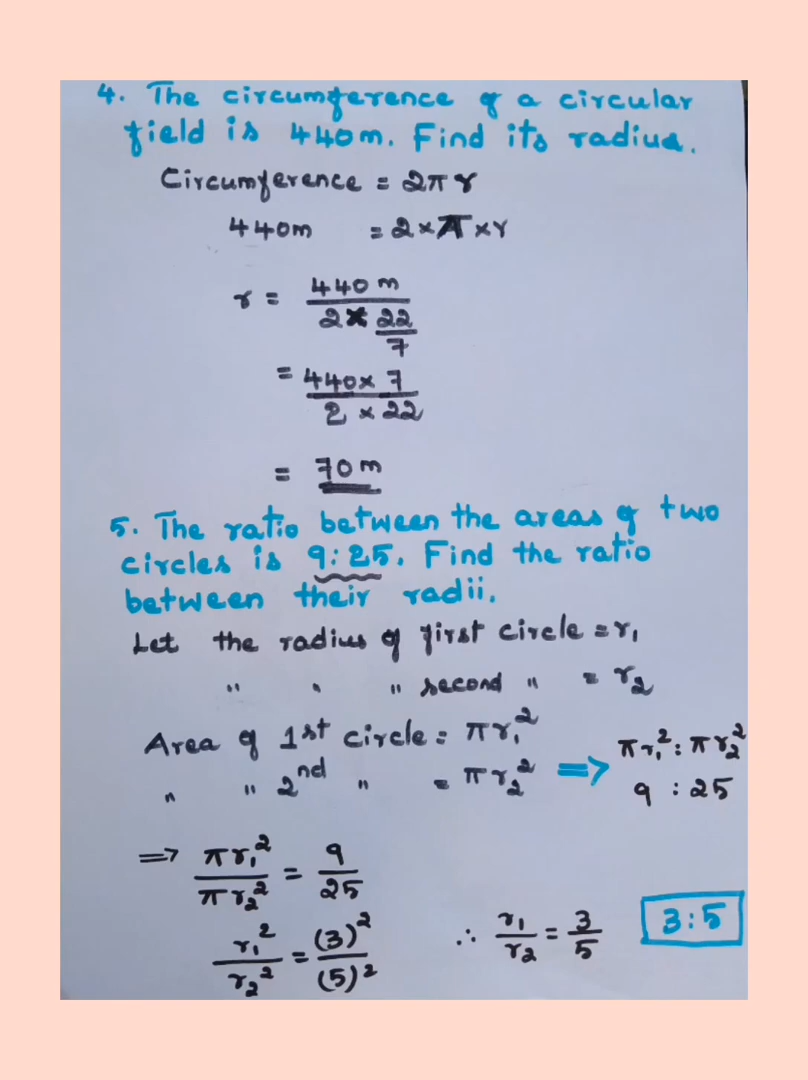 4. The circumference of a circular
field is 440m. Find its radius.
Circumference = 2πr
440m = 2×π×r
r = 440m / 2 × 22/7
= 440× 7 / 2 × 22
= 70m
5. The ratio between the areas of two
circles is 9:25. Find the ratio
between their radii.
Let the radius of first circle = r₁
" " " second " = r₂
Area of 1st circle = πr₁²
" " 2nd " = πr₂² ⇒ πr₁² : πr₂²
9 : 25
⇒ πr₁² / πr₂² = 9 / 25
r₁² / r₂² = (3)² / (5)² ∴ r₁ / r₂ = 3 / 5 3:5